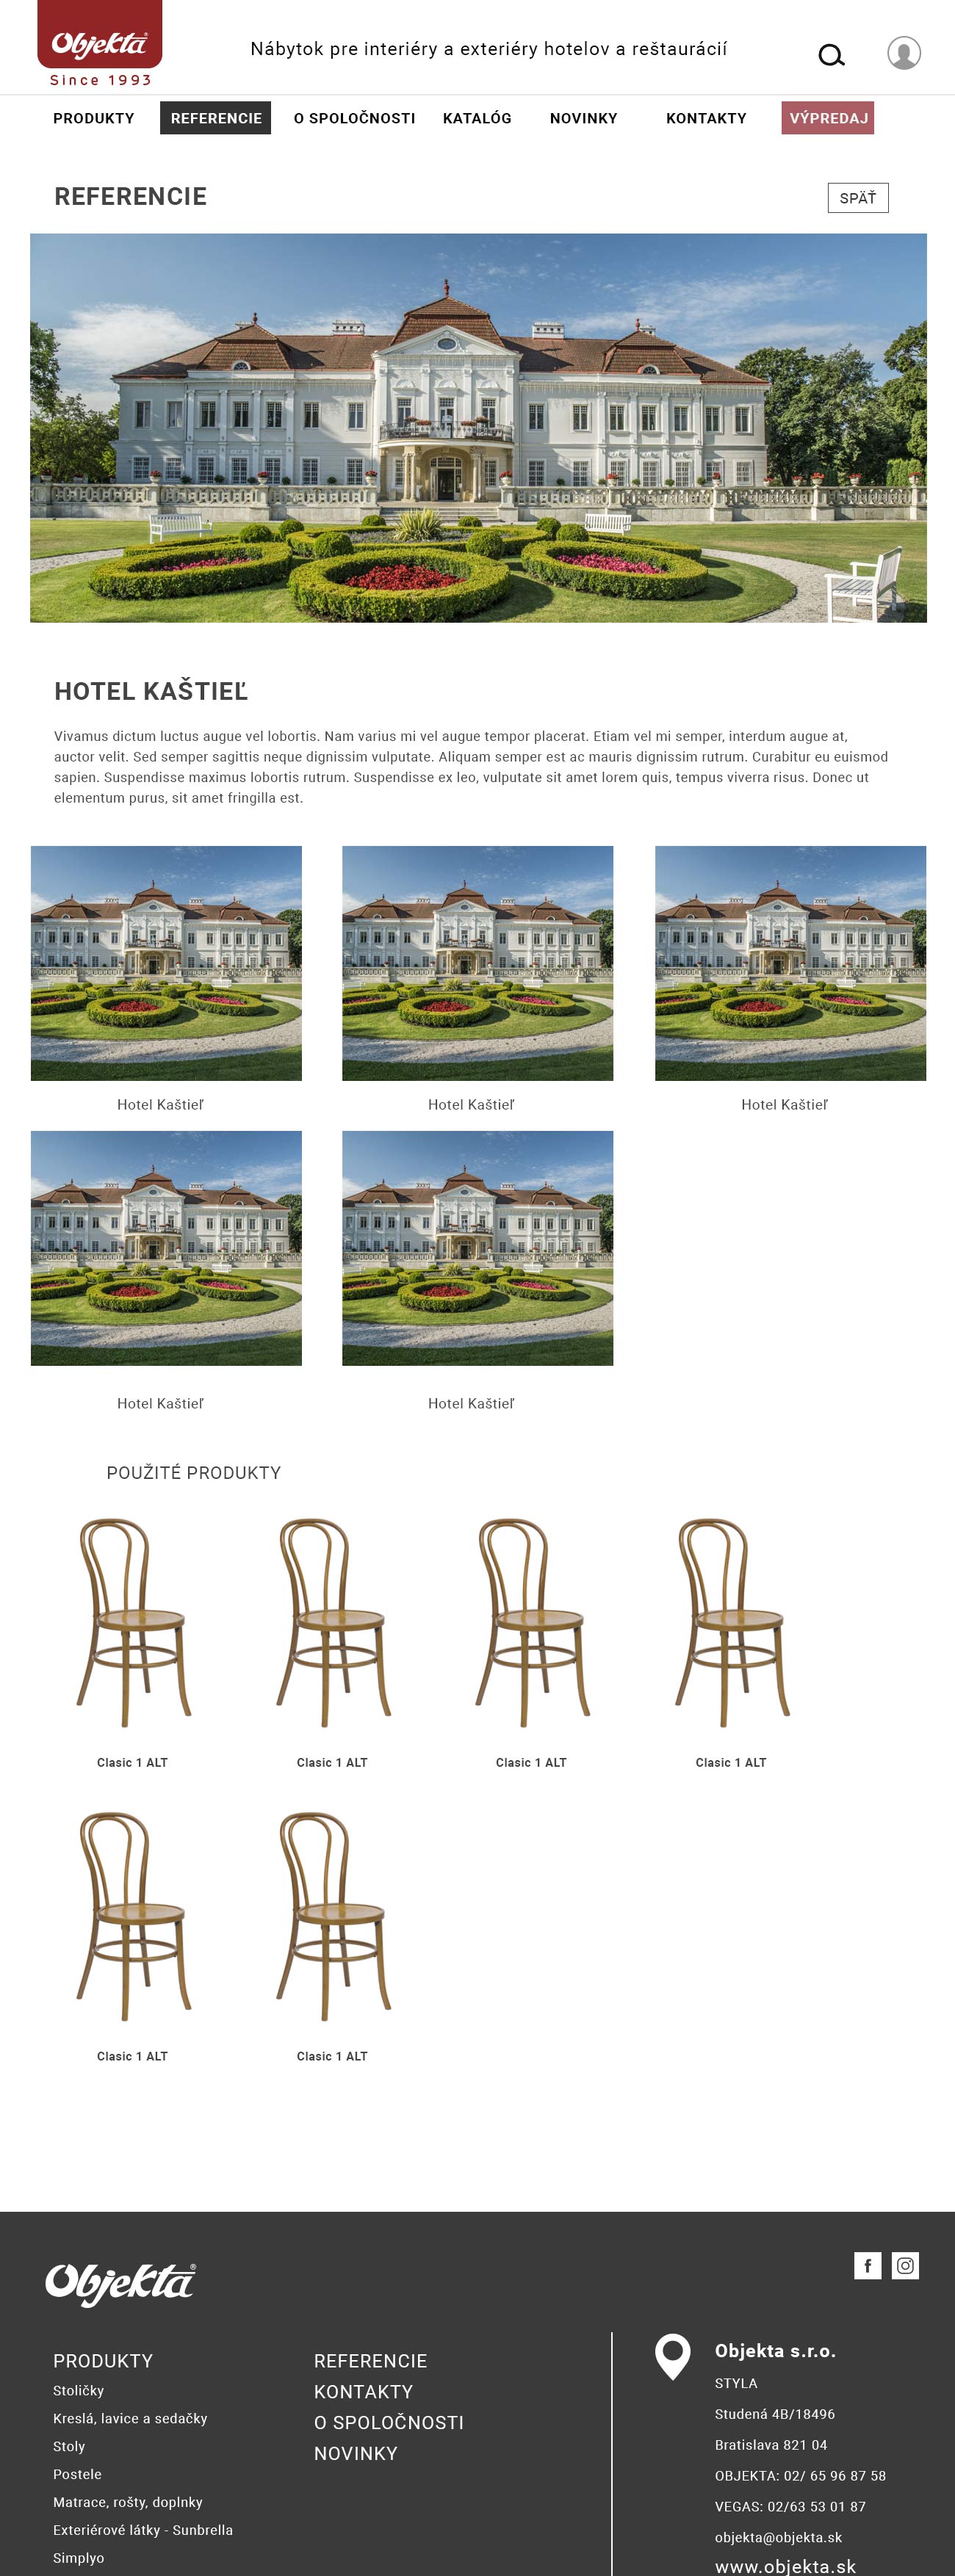 Objekta
Since 1993
Nábytok pre interiéry a exteriéry hotelov a reštaurácií
PRODUKTY REFERENCIE O SPOLOČNOSTI KATALÓG NOVINKY KONTAKTY VÝPREDAJ
REFERENCIE
SPÄŤ
HOTEL KAŠTIEĽ
Vivamus dictum luctus augue vel lobortis. Nam varius mi vel augue tempor placerat. Etiam vel mi semper, interdum augue at,
auctor velit. Sed semper sagittis neque dignissim vulputate. Aliquam semper est ac mauris dignissim rutrum. Curabitur eu euismod
sapien. Suspendisse maximus lobortis rutrum. Suspendisse ex leo, vulputate sit amet lorem quis, tempus viverra risus. Donec ut
elementum purus, sit amet fringilla est.
Hotel Kaštieľ Hotel Kaštieľ Hotel Kaštieľ
Hotel Kaštieľ Hotel Kaštieľ
POUŽITÉ PRODUKTY
Clasic 1 ALT Clasic 1 ALT Clasic 1 ALT Clasic 1 ALT
Clasic 1 ALT Clasic 1 ALT
Objekta®
f
PRODUKTY
Stoličky
Kreslá, lavice a sedačky
Stoly
Postele
Matrace, rošty, doplnky
Exteriérové látky - Sunbrella
Simplyo
REFERENCIE
KONTAKTY
O SPOLOČNOSTI
NOVINKY
Objekta s.r.o.
STYLA
Studená 4B/18496
Bratislava 821 04
OBJEKTA: 02/ 65 96 87 58
VEGAS: 02/63 53 01 87
objekta@objekta.sk
www.objekta.sk